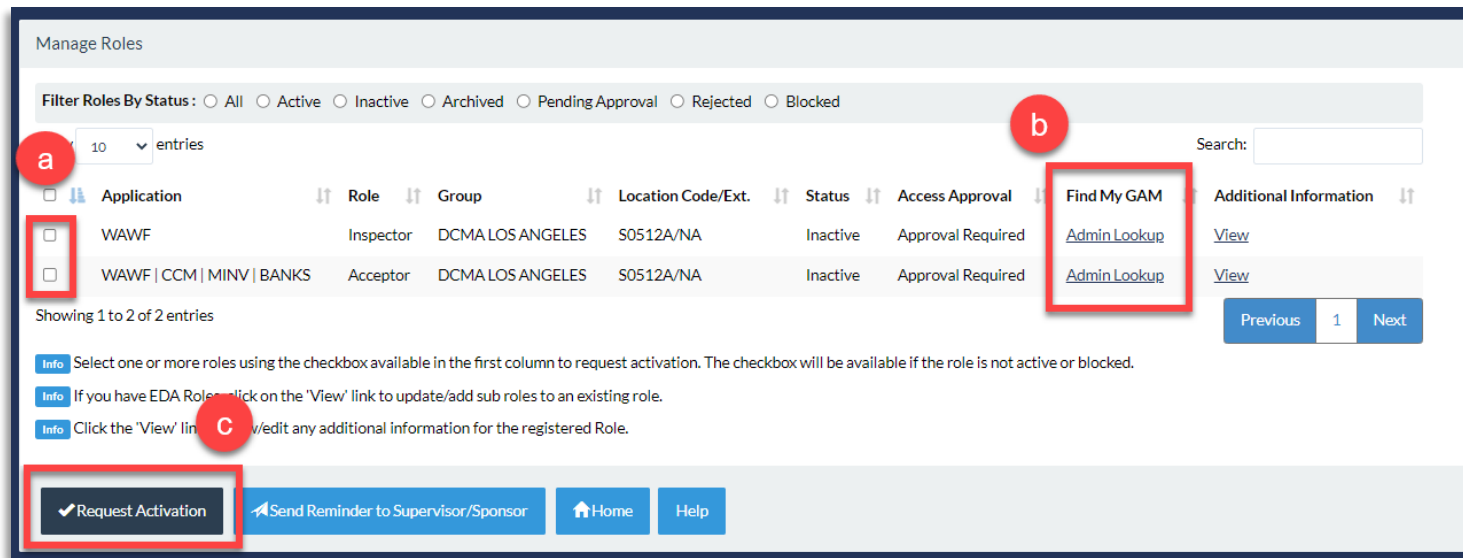 Manage Roles
Filter Roles By Status : All Active Inactive Archived Pending Approval Rejected Blocked
b
a
10 entries Search:
Application Role Group Location Code/Ext. Status Access Approval Find My GAM Additional Information
WAWF Inspector DCMA LOS ANGELES S0512A/NA Inactive Approval Required Admin Lookup View
WAWF | CCM | MINV | BANKS Acceptor DCMA LOS ANGELES S0512A/NA Inactive Approval Required Admin Lookup View
Showing 1 to 2 of 2 entries Previous 1 Next
Info Select one or more roles using the checkbox available in the first column to request activation. The checkbox will be available if the role is not active or blocked.
Info If you have EDA Roles click on the 'View' link to update/add sub roles to an existing role.
Info Click the 'View' /edit any additional information for the registered Role.
c
Request Activation Send Reminder to Supervisor/Sponsor Home Help